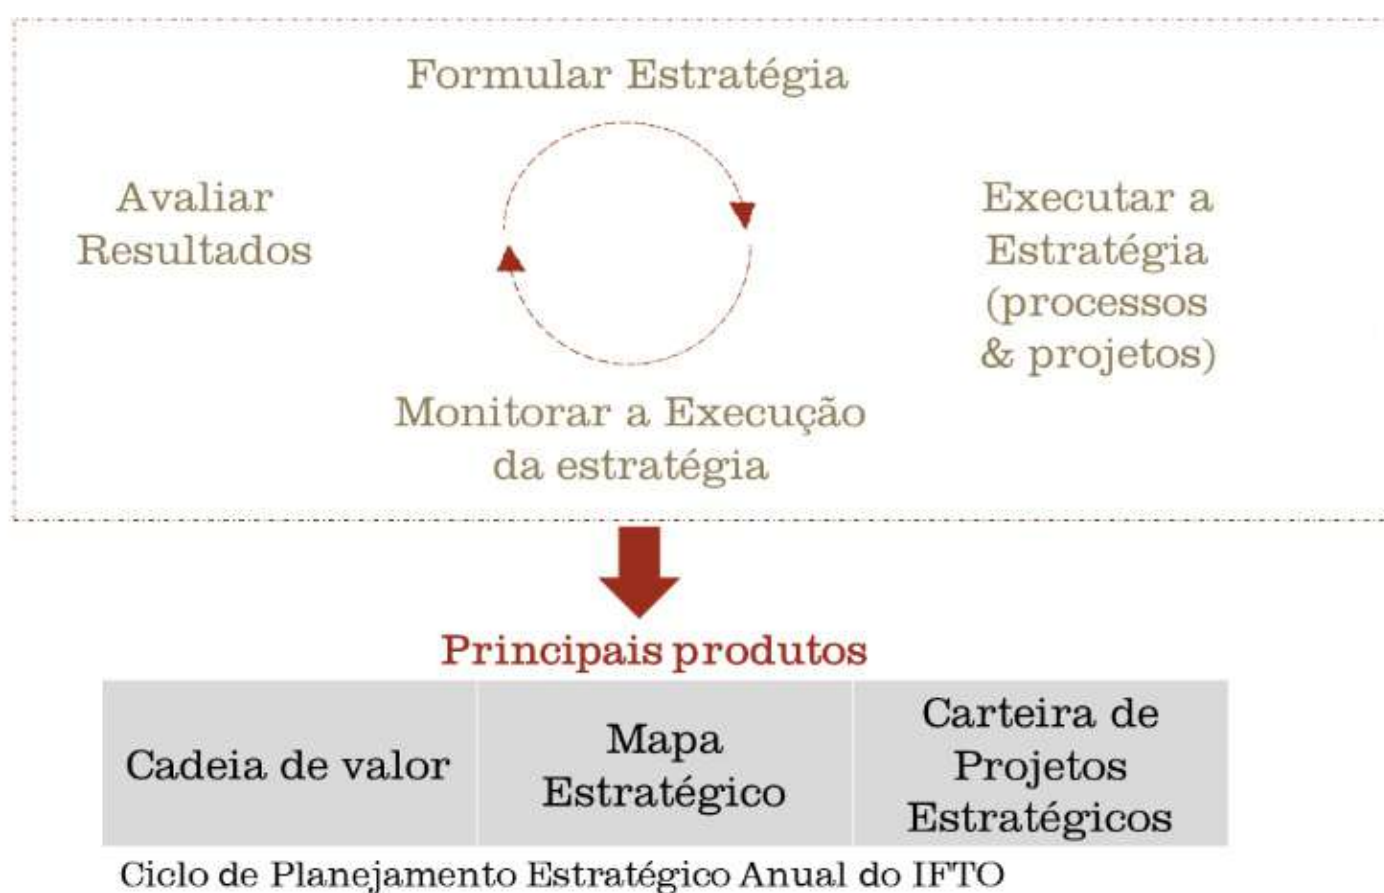 Formular Estratégia
Avaliar
Resultados
Executar a
Estratégia
(processos
& projetos)
Monitorar a Execução
da estratégia
Principais produtos
Cadeia de valor
Mapa
Estratégico
Carteira de
Projetos
Estratégicos
Ciclo de Planejamento Estratégico Anual do IFTO